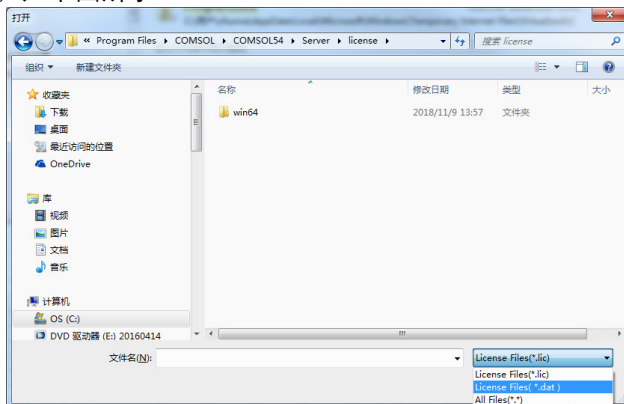 打开
« Program Files ▸ COMSOL ▸ COMSOL54 ▸ Server ▸ license ▸
搜索 license
组织 ▼ 新建文件夹
名称 修改日期 类型 大小
收藏夹
下载
桌面
最近访问的位置
OneDrive
库
视频
图片
文档
音乐
计算机
OS (C:)
DVD 驱动器 (E:) 20160414
win64 2018/11/9 13:57 文件夹
文件名(N):
License Files(*.lic)
License Files(*.lic)
License Files( *.dat )
All Files(*.*)